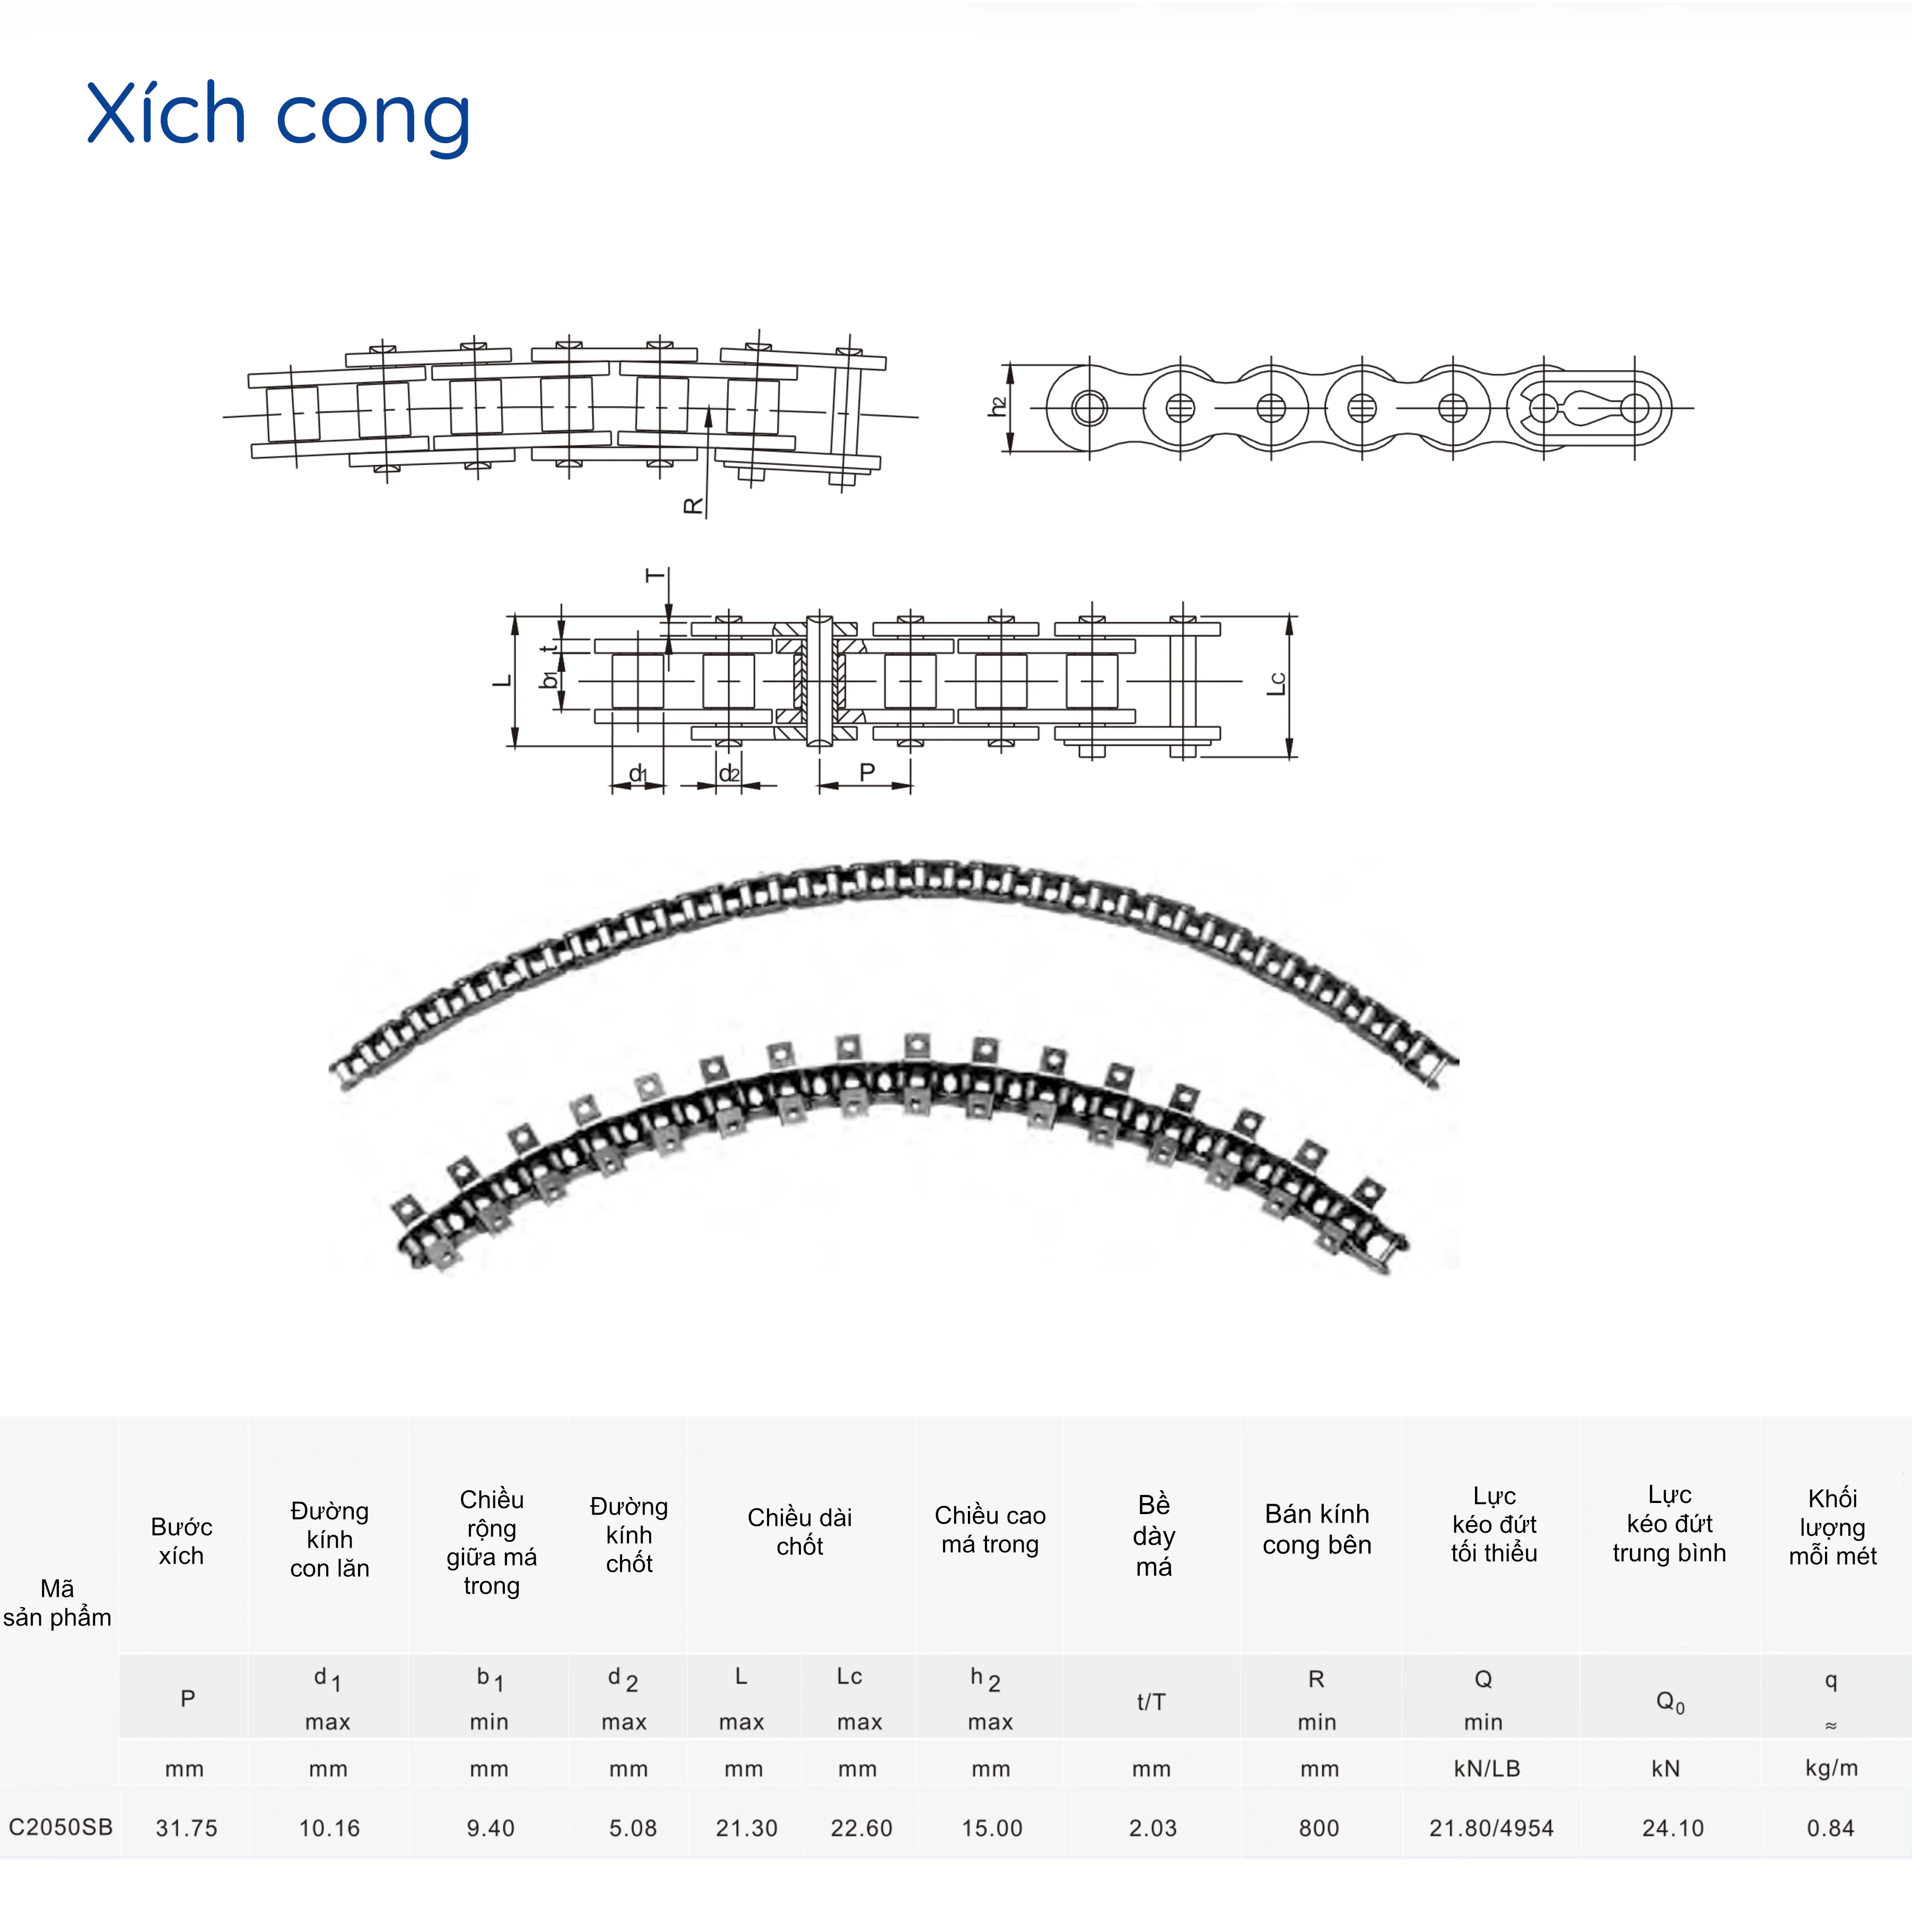 Xích cong
R
h2
T
t
b1
L
Lc
d1
d2
P
Mã
sản phẩm
Bước
xích
Đường
kính
con lăn
Chiều
rộng
giữa má
trong
Đường
kính
chốt
Chiều dài
chốt
Chiều cao
má trong
Bề
dày
má
Bán kính
cong bên
Lực
kéo đứt
tối thiểu
Lực
kéo đứt
trung bình
Khối
lượng
mỗi mét
P
d1
max
b1
min
d2
max
L
max
Lc
max
h2
max
t/T
R
min
Q
min
Q0
q
≈
mm mm mm mm mm mm mm mm mm kN/LB kN kg/m
C2050SB 31.75 10.16 9.40 5.08 21.30 22.60 15.00 2.03 800 21.80/4954 24.10 0.84